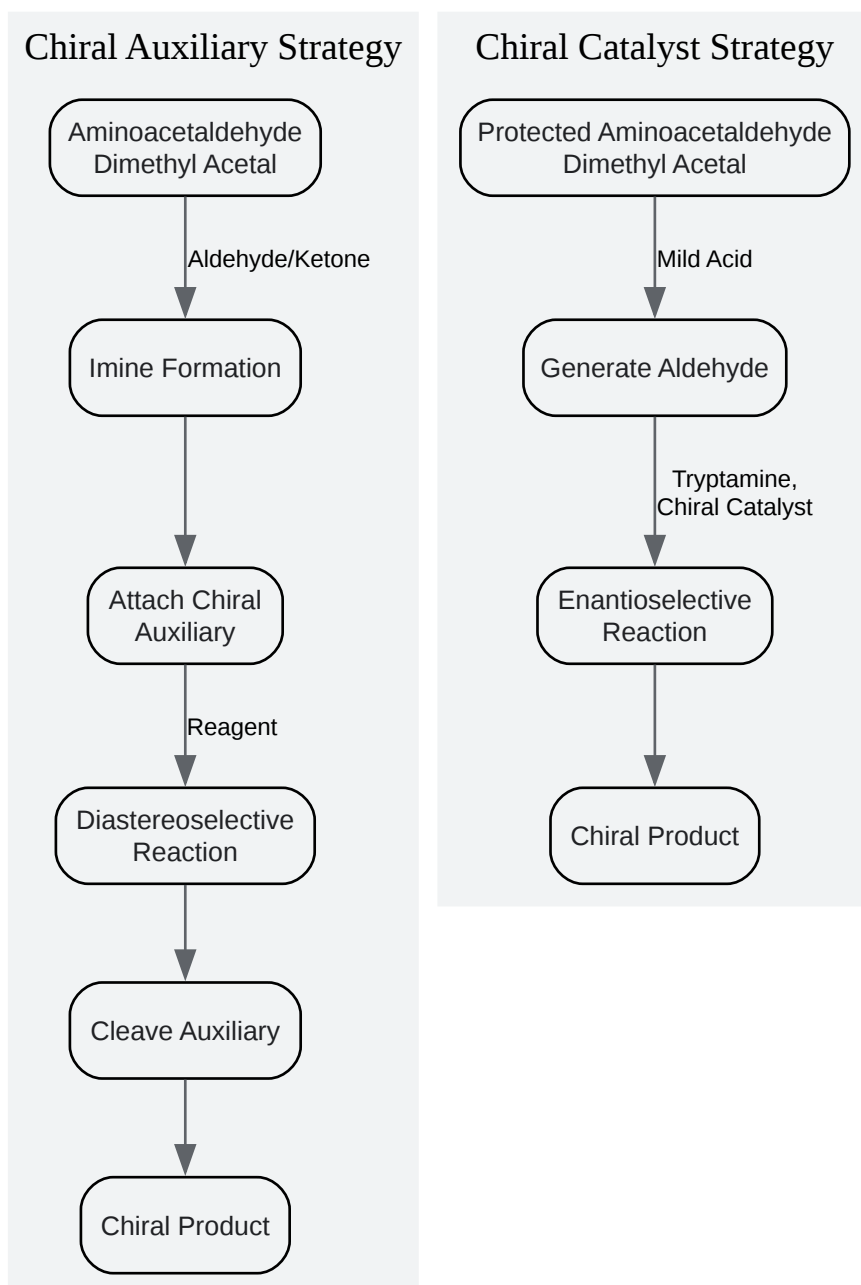 Chiral Auxiliary Strategy
Aminoacetaldehyde
Dimethyl Acetal
Aldehyde/Ketone
Imine Formation
Attach Chiral
Auxiliary
Reagent
Diastereoselective
Reaction
Cleave Auxiliary
Chiral Product
Chiral Catalyst Strategy
Protected Aminoacetaldehyde
Dimethyl Acetal
Mild Acid
Generate Aldehyde
Tryptamine,
Chiral Catalyst
Enantioselective
Reaction
Chiral Product